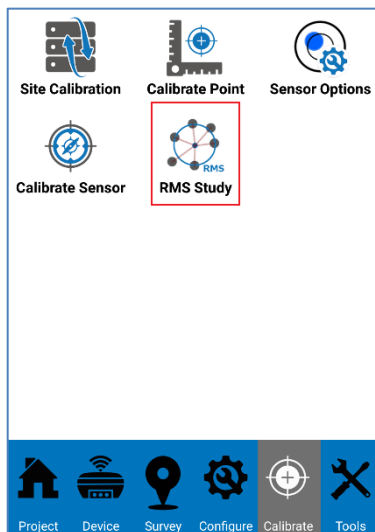 Site Calibration
Calibrate Point
Sensor Options
RMS
Calibrate Sensor
RMS Study
Project
Device
Survey
Configure
Calibrate
Tools